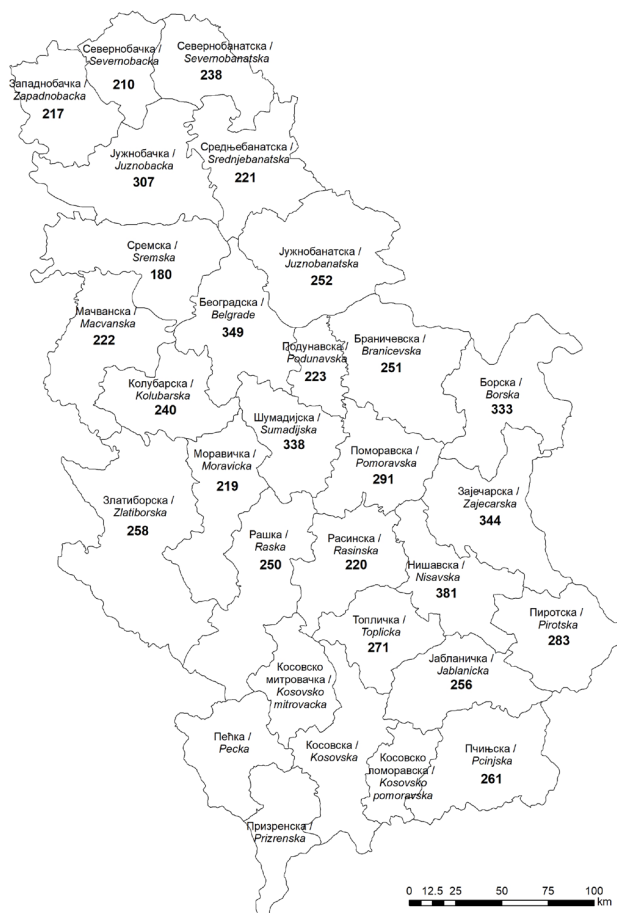 Севернобачка /
Severnobacka
210
Севернобанатска /
Severnobanatska
238
Западнобачка /
Zapadnobacka
217
Јужнобачка /
Juznobacka
307
Средњебанатска /
Srednjebanatska
221
Сремска /
Sremska
180
Јужнобанатска /
Juznobanatska
252
Београдска /
Belgrade
349
Мачванска /
Macvanska
222
Подунавска /
Podunavska
223
Браничевска /
Branicevska
251
Борска /
Borska
333
Колубарска /
Kolubarska
240
Шумадијска /
Sumadijska
338
Моравичка /
Moravicka
219
Поморавска /
Pomoravska
291
Златиборска /
Zlatiborska
258
Зајечарска /
Zajecarska
344
Рашка /
Raska
250
Расинска /
Rasinska
220
Нишавска /
Nisavska
381
Топличка /
Toplicka
271
Пиротска /
Pirotska
283
Јабланичка /
Jablanicka
256
Косовско
митровачка /
Kosovsko
mitrovacka
Пећка /
Pecka
Косовска /
Kosovska
Косовско
поморавска /
Kosovsko
pomoravska
Пчињска /
Pcinjska
261
Призренска /
Prizrenska
0 12.5 25 50 75 100
km